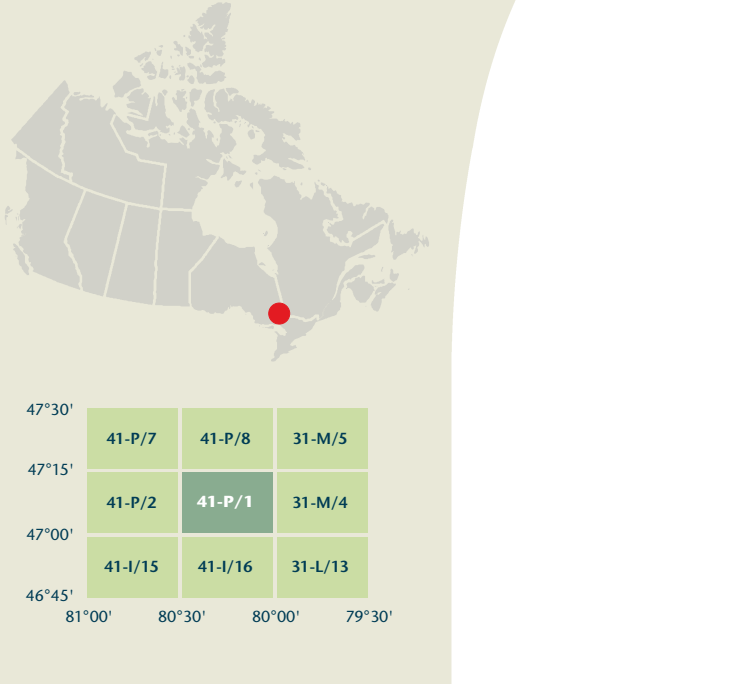 47°30'
41-P/7 41-P/8 31-M/5
47°15'
41-P/2 41-P/1 31-M/4
47°00'
41-I/15 41-I/16 31-L/13
46°45'
81°00' 80°30' 80°00' 79°30'